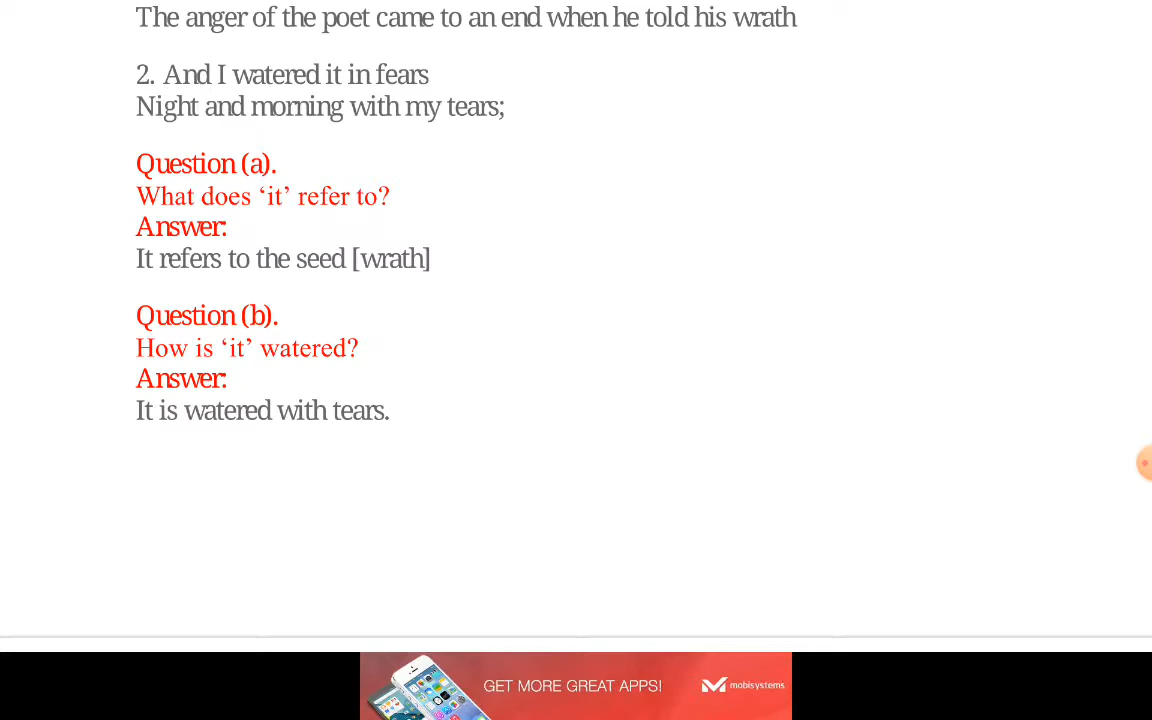 The anger of the poet came to an end when he told his wrath
2. And I watered it in fears
Night and morning with my tears;
Question (a).
What does ‘it’ refer to?
Answer:
It refers to the seed [wrath]
Question (b).
How is ‘it’ watered?
Answer:
It is watered with tears.
GET MORE GREAT APPS!
mobisystems